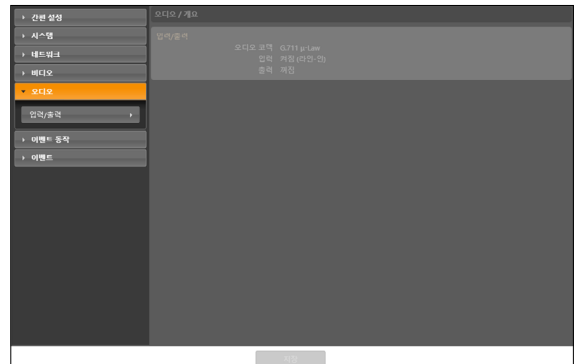 간편 설정
시스템
네트워크
비디오
오디오
입력/출력
이벤트 동작
이벤트
오디오 / 개요
입력/출력
오디오 코덱 G.711 μ-Law
입력 켜짐 (라인-인)
출력 꺼짐
저장